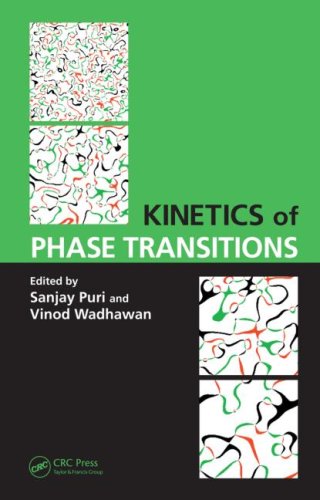 KINETICS of
PHASE TRANSITIONS
Edited by
Sanjay Puri and
Vinod Wadhawan
CRC
CRC Press
Taylor & Francis Group